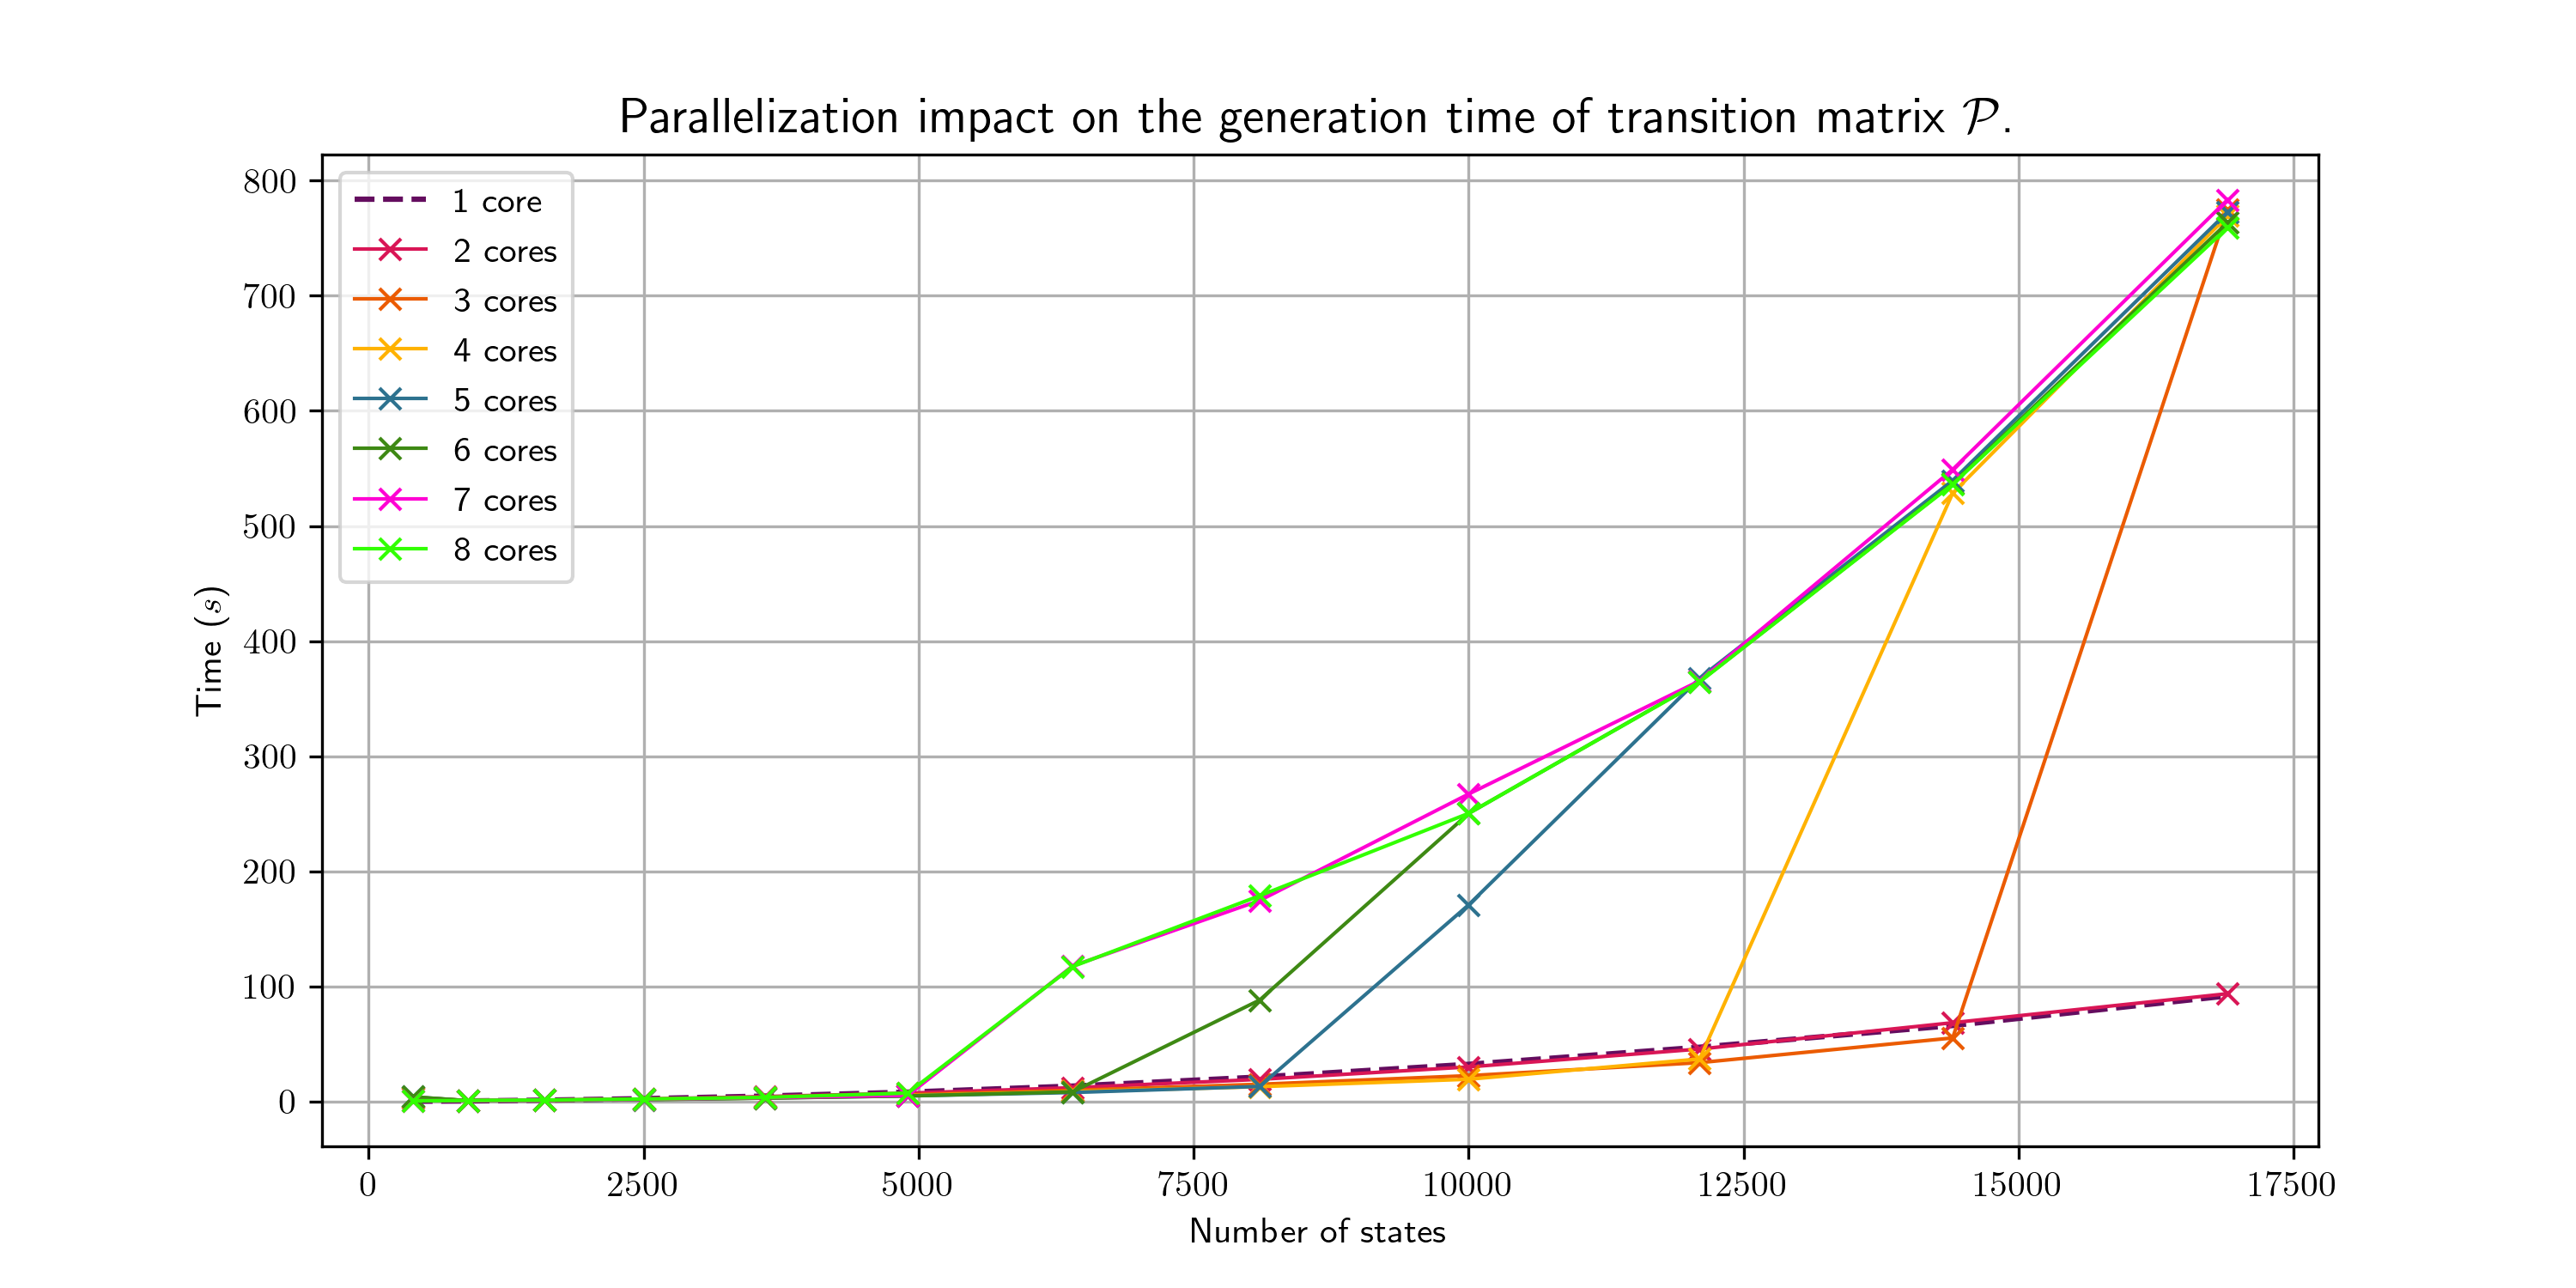 Parallelization impact on the generation time of transition matrix 𝒫.
800
700
600
500
400
300
200
100
0
Time (s)
1 core
2 cores
3 cores
4 cores
5 cores
6 cores
7 cores
8 cores
0 2500 5000 7500 10000 12500 15000 17500
Number of states